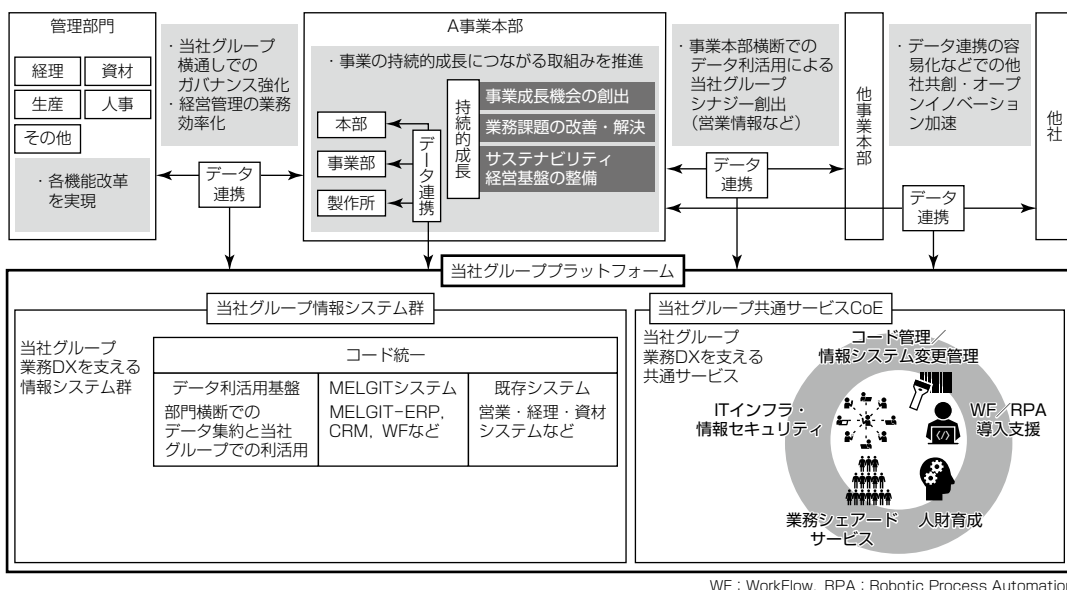 管理部門
経理
資材
生産
人事
その他
・各機能改革
を実現
・当社グループ
横通しでの
ガバナンス強化
・経営管理の業務
効率化
データ
連携
A事業本部
・事業の持続的成長につながる取組みを推進
本部
事業部
製作所
データ連携
持続的成長
事業成長機会の創出
業務課題の改善・解決
サステナビリティ
経営基盤の整備
・事業本部横断での
データ利活用による
当社グループ
シナジー創出
（営業情報など）
データ
連携
他事業本部
・データ連携の容
易化などでの他
社共創・オープ
ンイノベーショ
ン加速
データ
連携
他社
当社グループプラットフォーム
当社グループ情報システム群
当社グループ
業務DXを支える
情報システム群
コード統一
データ利活用基盤
部門横断での
データ集約と当社
グループでの利活用
MELGITシステム
MELGIT-ERP,
CRM, WFなど
既存システム
営業・経理・資材
システムなど
当社グループ共通サービスCoE
当社グループ
業務DXを支える
共通サービス
コード管理／
情報システム変更管理
ITインフラ・
情報セキュリティ
WF／RPA
導入支援
業務シェアード
サービス
人財育成
WF：WorkFlow, RPA：Robotic Process Automation